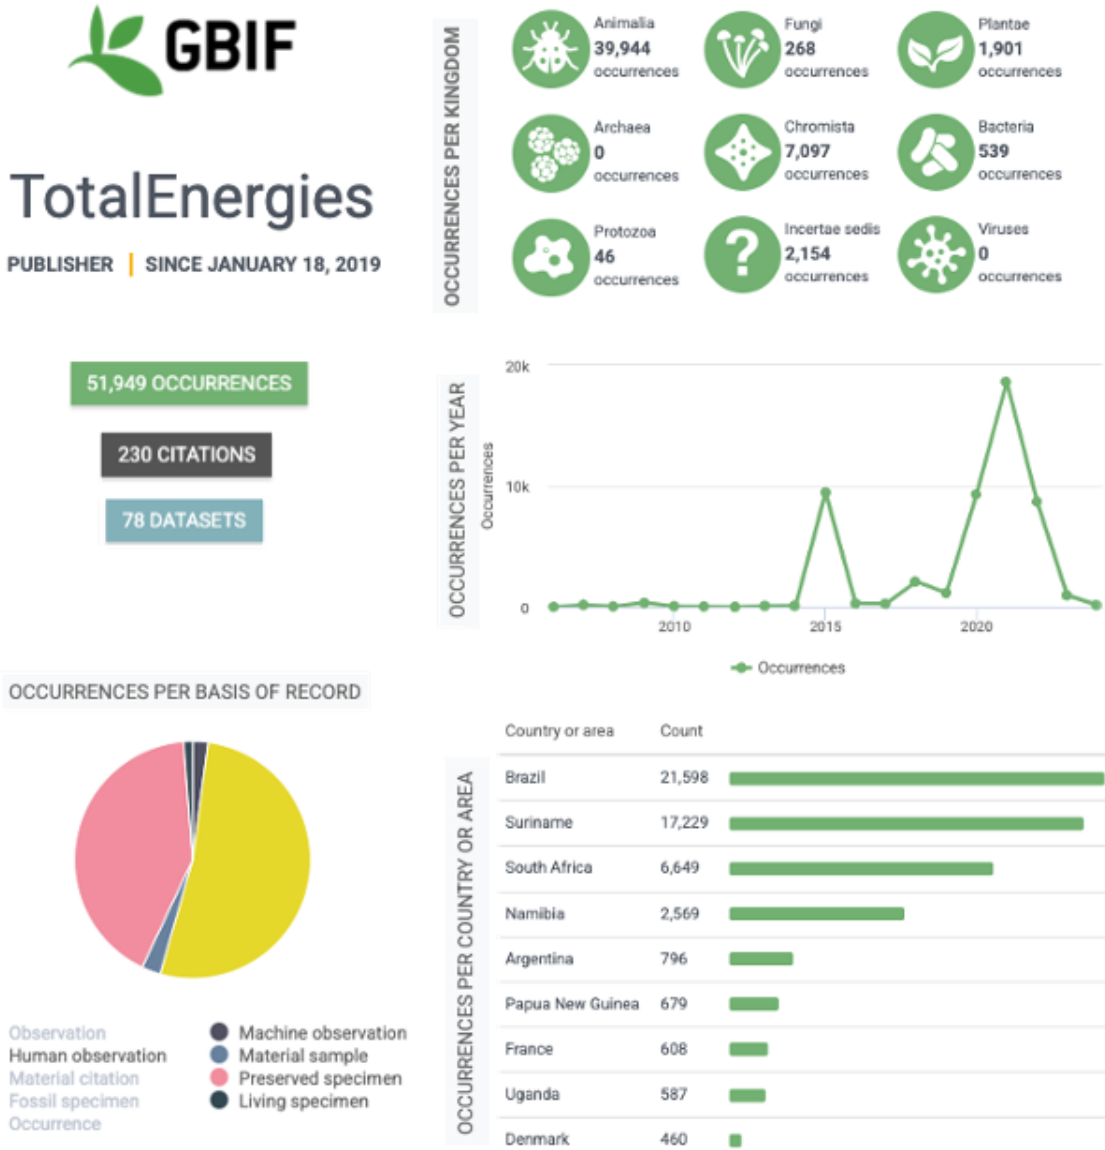 GBIF
TotalEnergies
PUBLISHER | SINCE JANUARY 18, 2019
51,949 OCCURRENCES
230 CITATIONS
78 DATASETS
OCCURRENCES PER KINGDOM
Animalia
39,944
occurrences
Fungi
268
occurrences
Plantae
1,901
occurrences
Archaea
0
occurrences
Chromista
7,097
occurrences
Bacteria
539
occurrences
Protozoa
46
occurrences
Incertae sedis
2,154
occurrences
Viruses
0
occurrences
OCCURRENCES PER YEAR
Occurrences
20k
10k
0
2010
2015
2020
Occurrences
OCCURRENCES PER BASIS OF RECORD
Observation
Human observation
Material citation
Fossil specimen
Occurrence
Machine observation
Material sample
Preserved specimen
Living specimen
OCCURRENCES PER COUNTRY OR AREA
Country or area Count
Brazil 21,598
Suriname 17,229
South Africa 6,649
Namibia 2,569
Argentina 796
Papua New Guinea 679
France 608
Uganda 587
Denmark 460